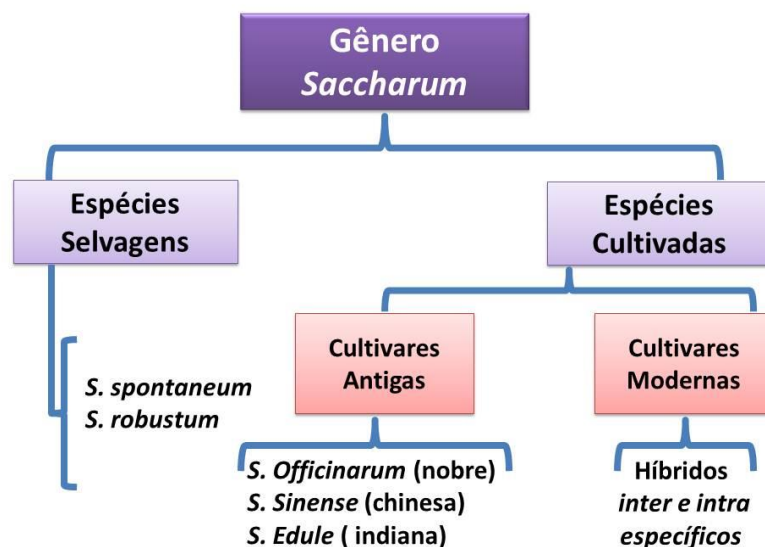 Gênero
Saccharum
Espécies
Selvagens
Espécies
Cultivadas
S. spontaneum
S. robustum
Cultivares
Antigas
Cultivares
Modernas
S. Officinarum (nobre)
S. Sinense (chinesa)
S. Edule ( indiana)
Híbridos
inter e intra
específicos